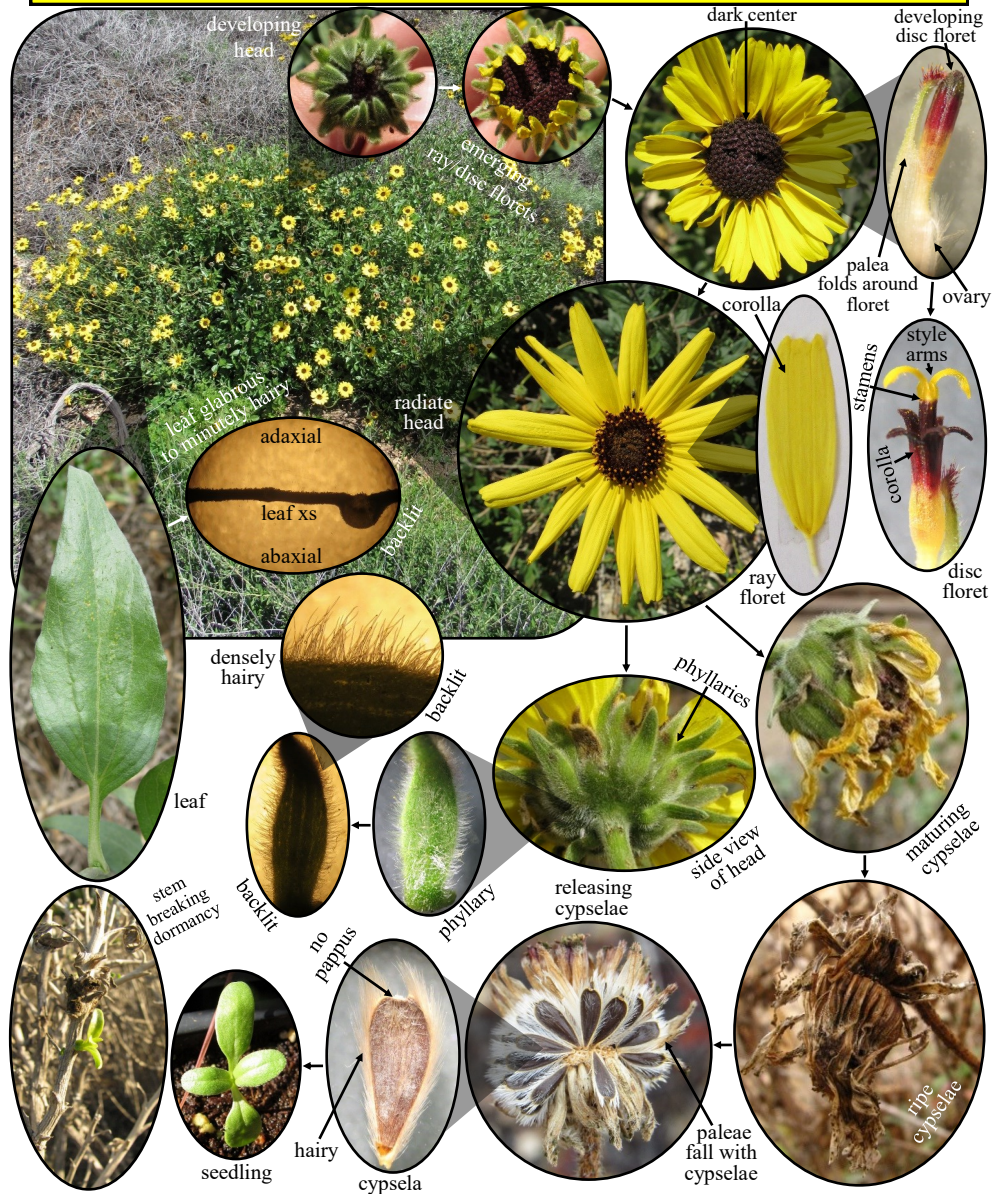 developing
head
dark center
developing
disc floret
emerging
ray/disc florets
palea
folds around
floret
ovary
corolla
style
arms
stamens
corolla
disc
floret
radiate
head
ray
floret
leaf glabrous
to minutely hairy
adaxial
leaf xs
abaxial
backlit
densely
hairy
backlit
phyllaries
leaf
side view
of head
maturing
cypselae
backlit
phyllary
stem
breaking
dormancy
releasing
cypselae
no
pappus
hairy
seedling
cypsela
paleae
fall with
cypselae
ripe
cypselae